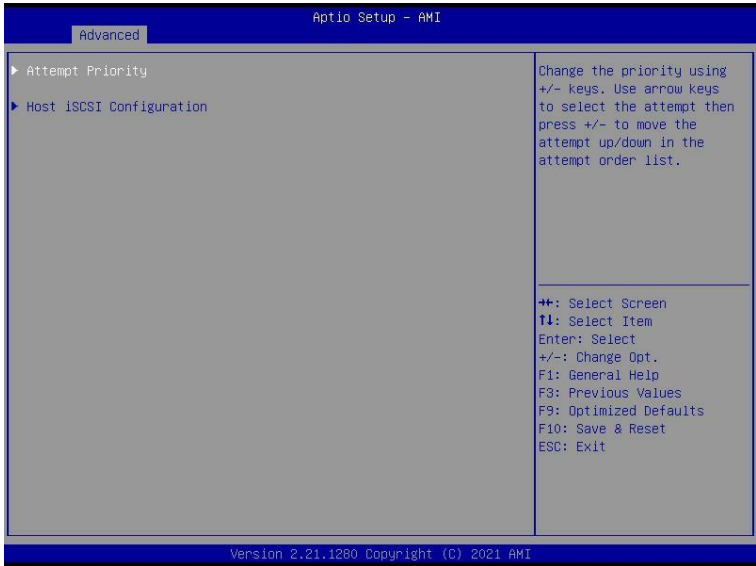 Aptio Setup – AMI
Advanced
▶ Attempt Priority
▶ Host iSCSI Configuration
Change the priority using
+/- keys. Use arrow keys
to select the attempt then
press +/- to move the
attempt up/down in the
attempt order list.
→←: Select Screen
↑↓: Select Item
Enter: Select
+/-: Change Opt.
F1: General Help
F3: Previous Values
F9: Optimized Defaults
F10: Save & Reset
ESC: Exit
Version 2.21.1280 Copyright (C) 2021 AMI